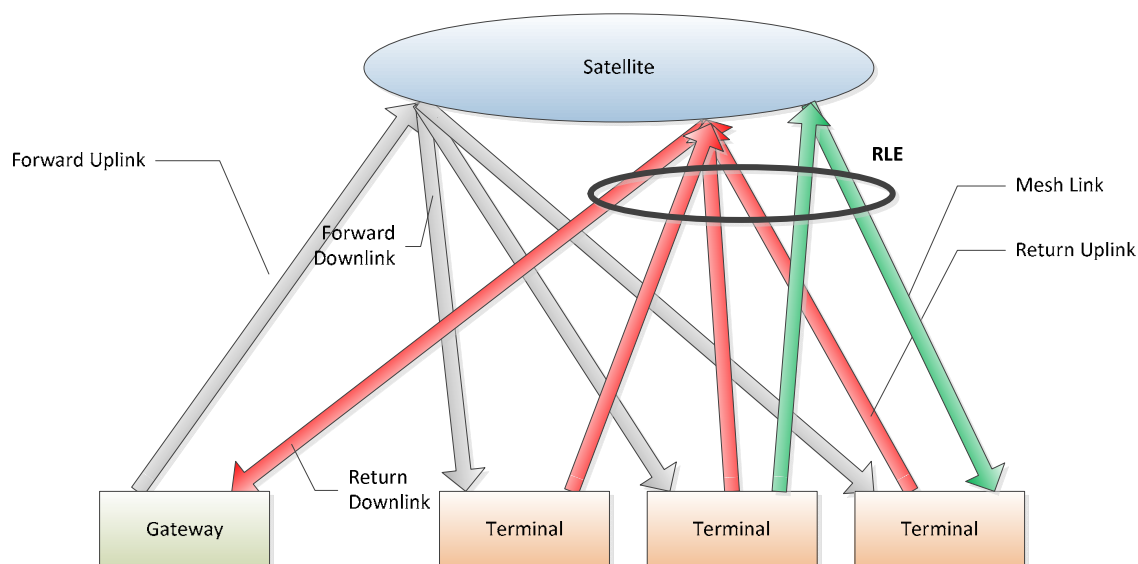 Satellite
RLE
Forward Uplink
Mesh Link
Forward
Downlink
Return Uplink
Return
Downlink
Gateway
Terminal
Terminal
Terminal